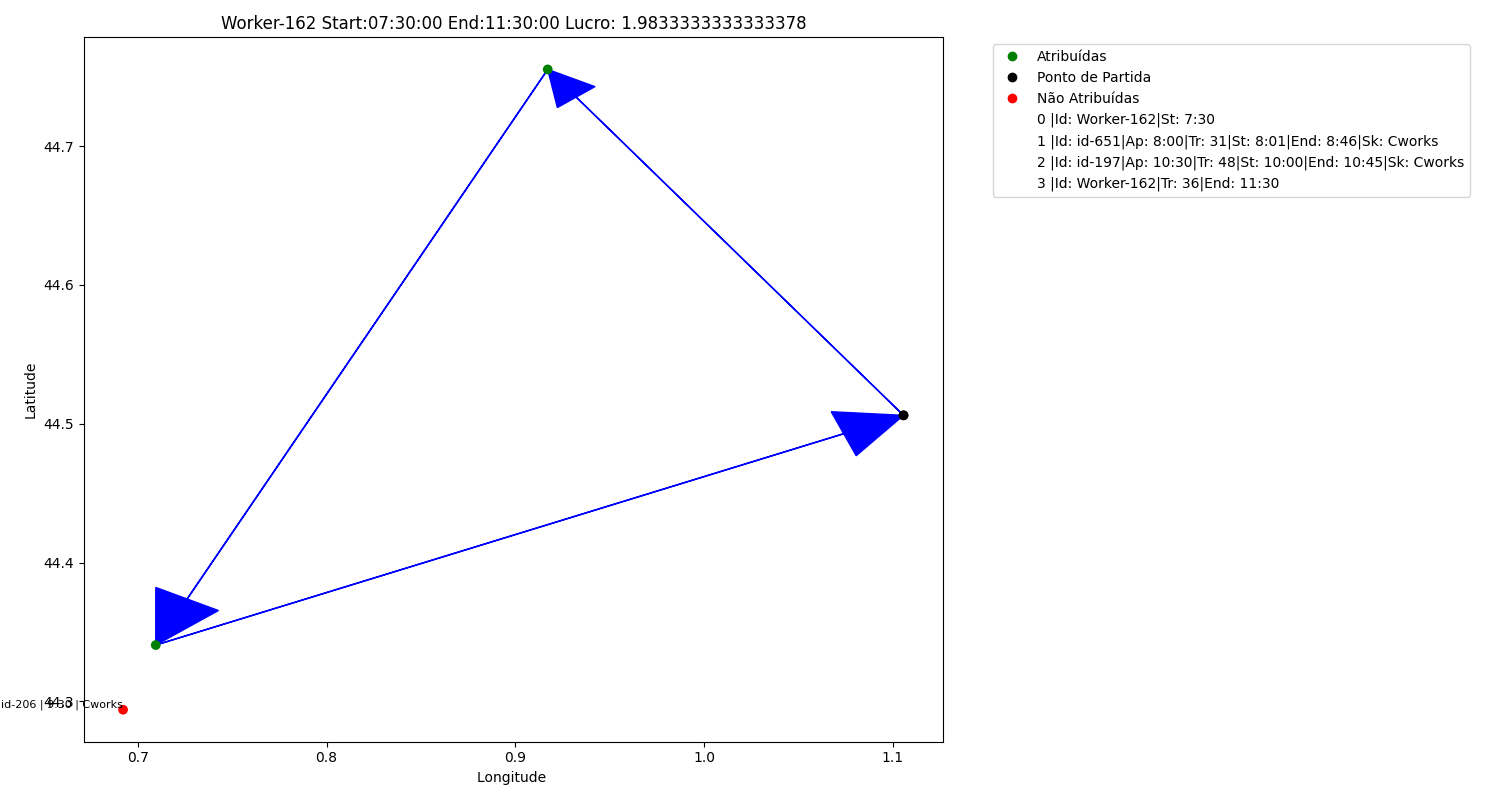 Worker-162 Start:07:30:00 End:11:30:00 Lucro: 1.9833333333333378
Atribuídas
Ponto de Partida
Não Atribuídas
0 |Id: Worker-162|St: 7:30
1 |Id: id-651|Ap: 8:00|Tr: 31|St: 8:01|End: 8:46|Sk: Cworks
2 |Id: id-197|Ap: 10:30|Tr: 48|St: 10:00|End: 10:45|Sk: Cworks
3 |Id: Worker-162|Tr: 36|End: 11:30
Latitude
44.7
44.6
44.5
44.4
44.3
id-206 | | Cworks
0.7 0.8 0.9 1.0 1.1
Longitude